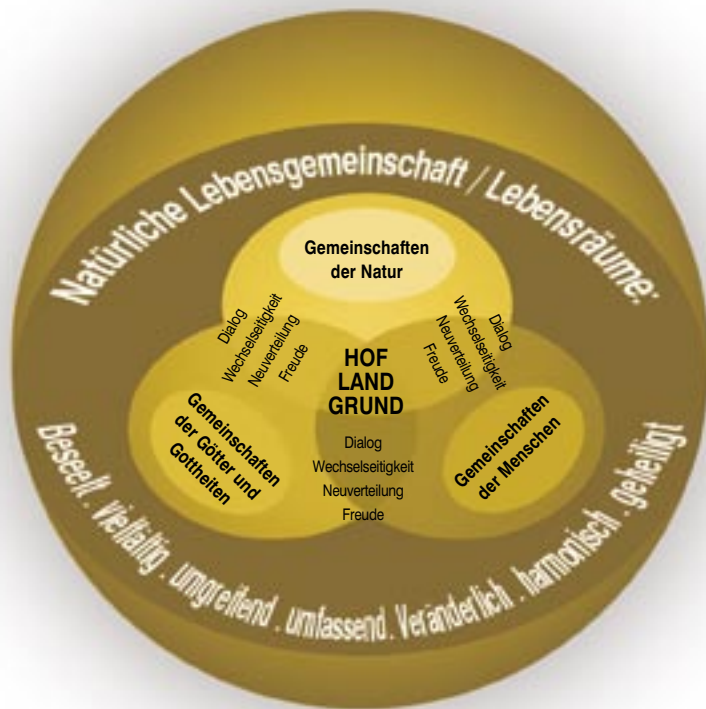 Natürliche Lebensgemeinschaft / Lebensräume:
Gemeinschaften
der Natur
Dialog
Wechselseitigkeit
Neuverteilung
Freude
Dialog
Wechselseitigkeit
Neuverteilung
Freude
HOF
LAND
GRUND
Gemeinschaften
der Götter und
Gottheiten
Dialog
Wechselseitigkeit
Neuverteilung
Freude
Gemeinschaften
der Menschen
Beseelt . Vielfältig . umgreifend . umfassend . Veränderlich . harmonisch . geheiligt